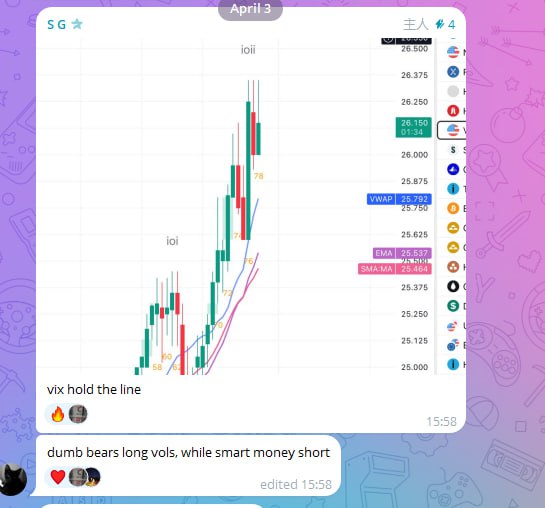 April 3
S G
主人 4
ioii
26.500
26.375
26.250
26.150
01:34
26.000
78
25.875
VWAP 25.792
25.750
25.625
ioi
76
EMA 25.537
25.500
SMA:MA 25.464
25.375
73
25.250
25.125
60
58
25.000
vix hold the line
15:58
dumb bears long vols, while smart money short
edited 15:58